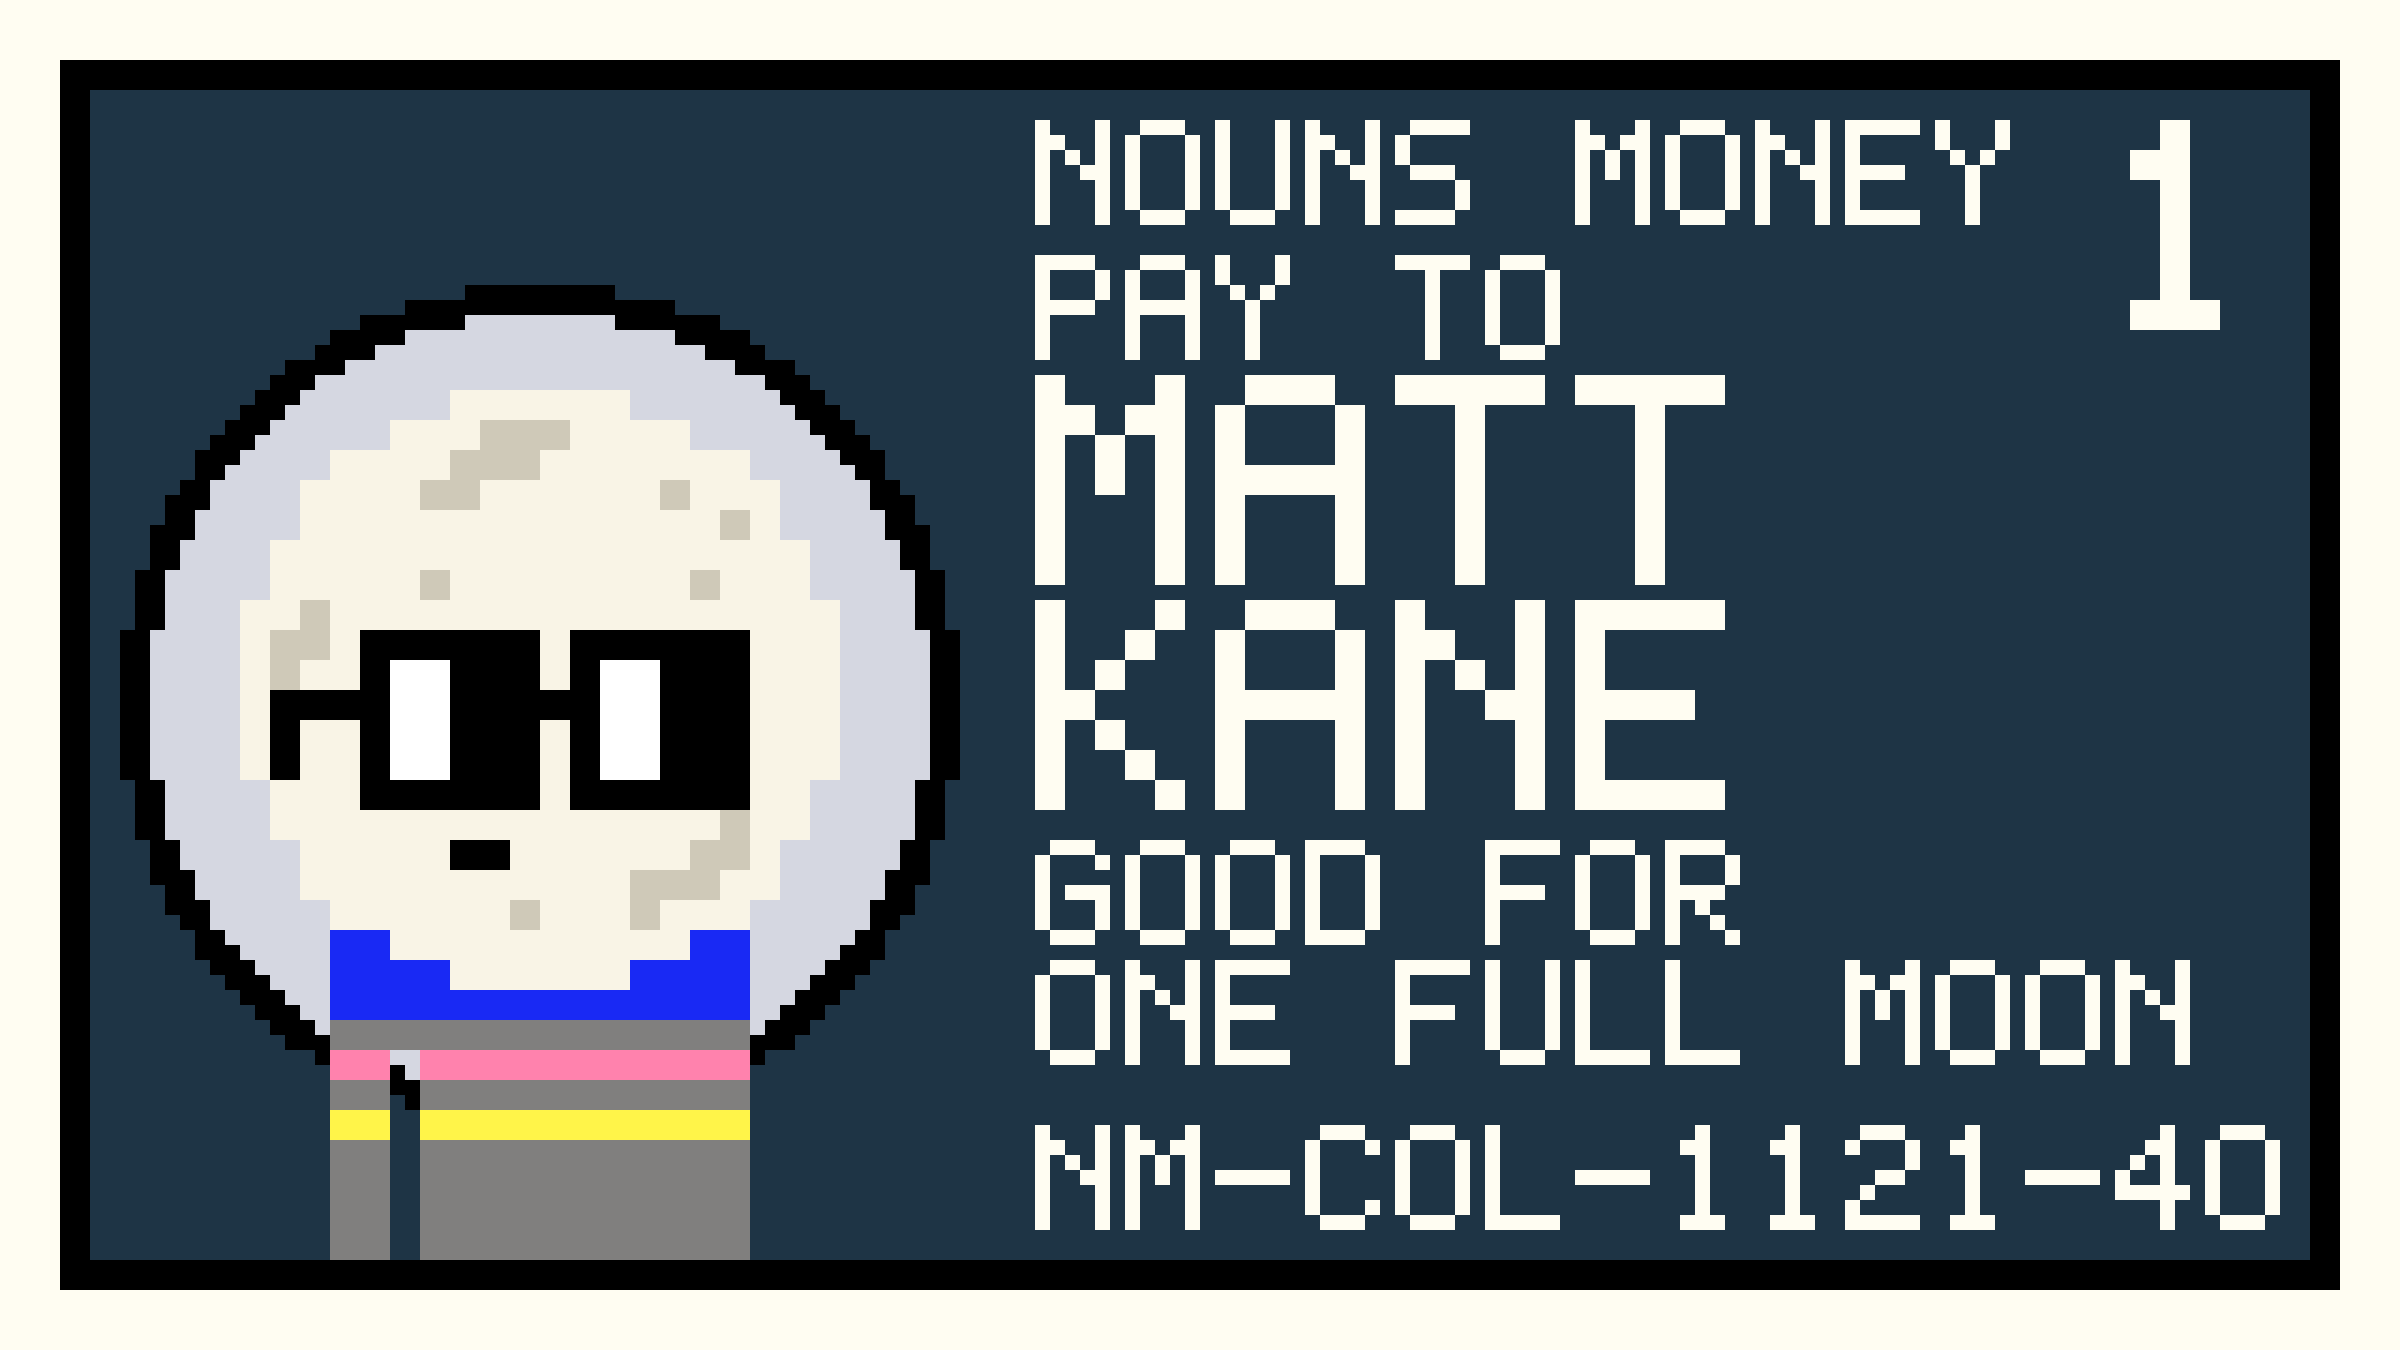 NOUNS MONEY 1
PAY TO
MATT
KANE
GOOD FOR
ONE FULL MOON
NM-COL-1121-40